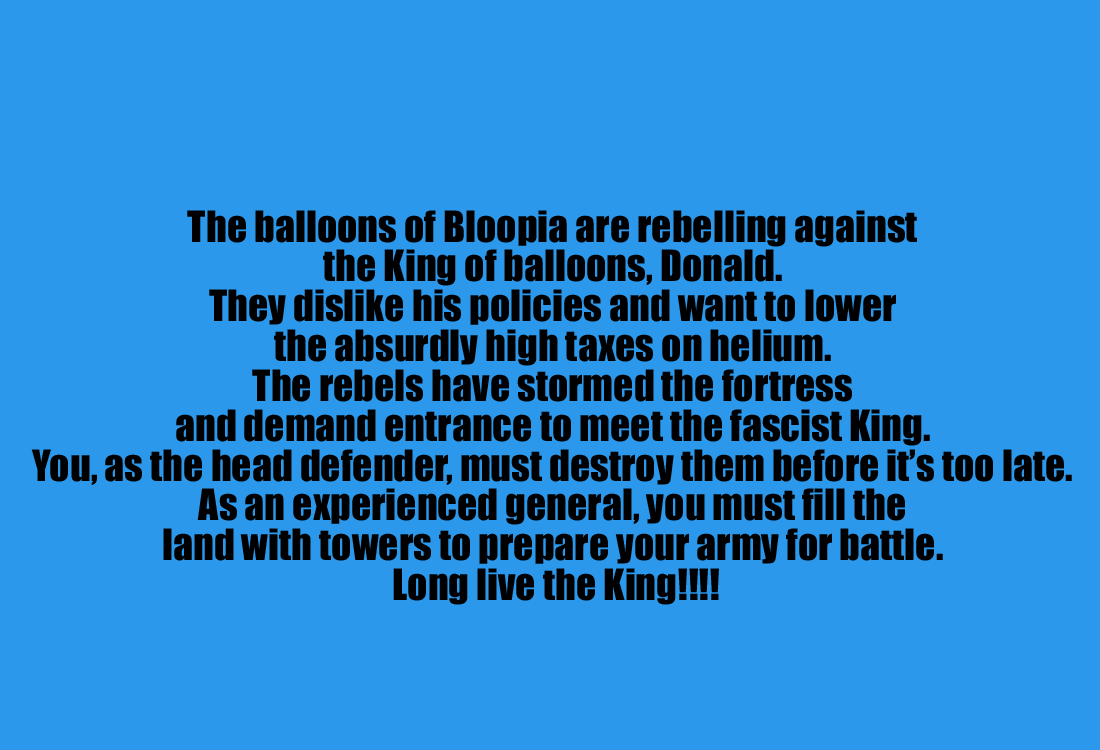 The balloons of Bloopia are rebelling against
the King of balloons, Donald.
They dislike his policies and want to lower
the absurdly high taxes on helium.
The rebels have stormed the fortress
and demand entrance to meet the fascist King.
You, as the head defender, must destroy them before it’s too late.
As an experienced general, you must fill the
land with towers to prepare your army for battle.
Long live the King!!!!